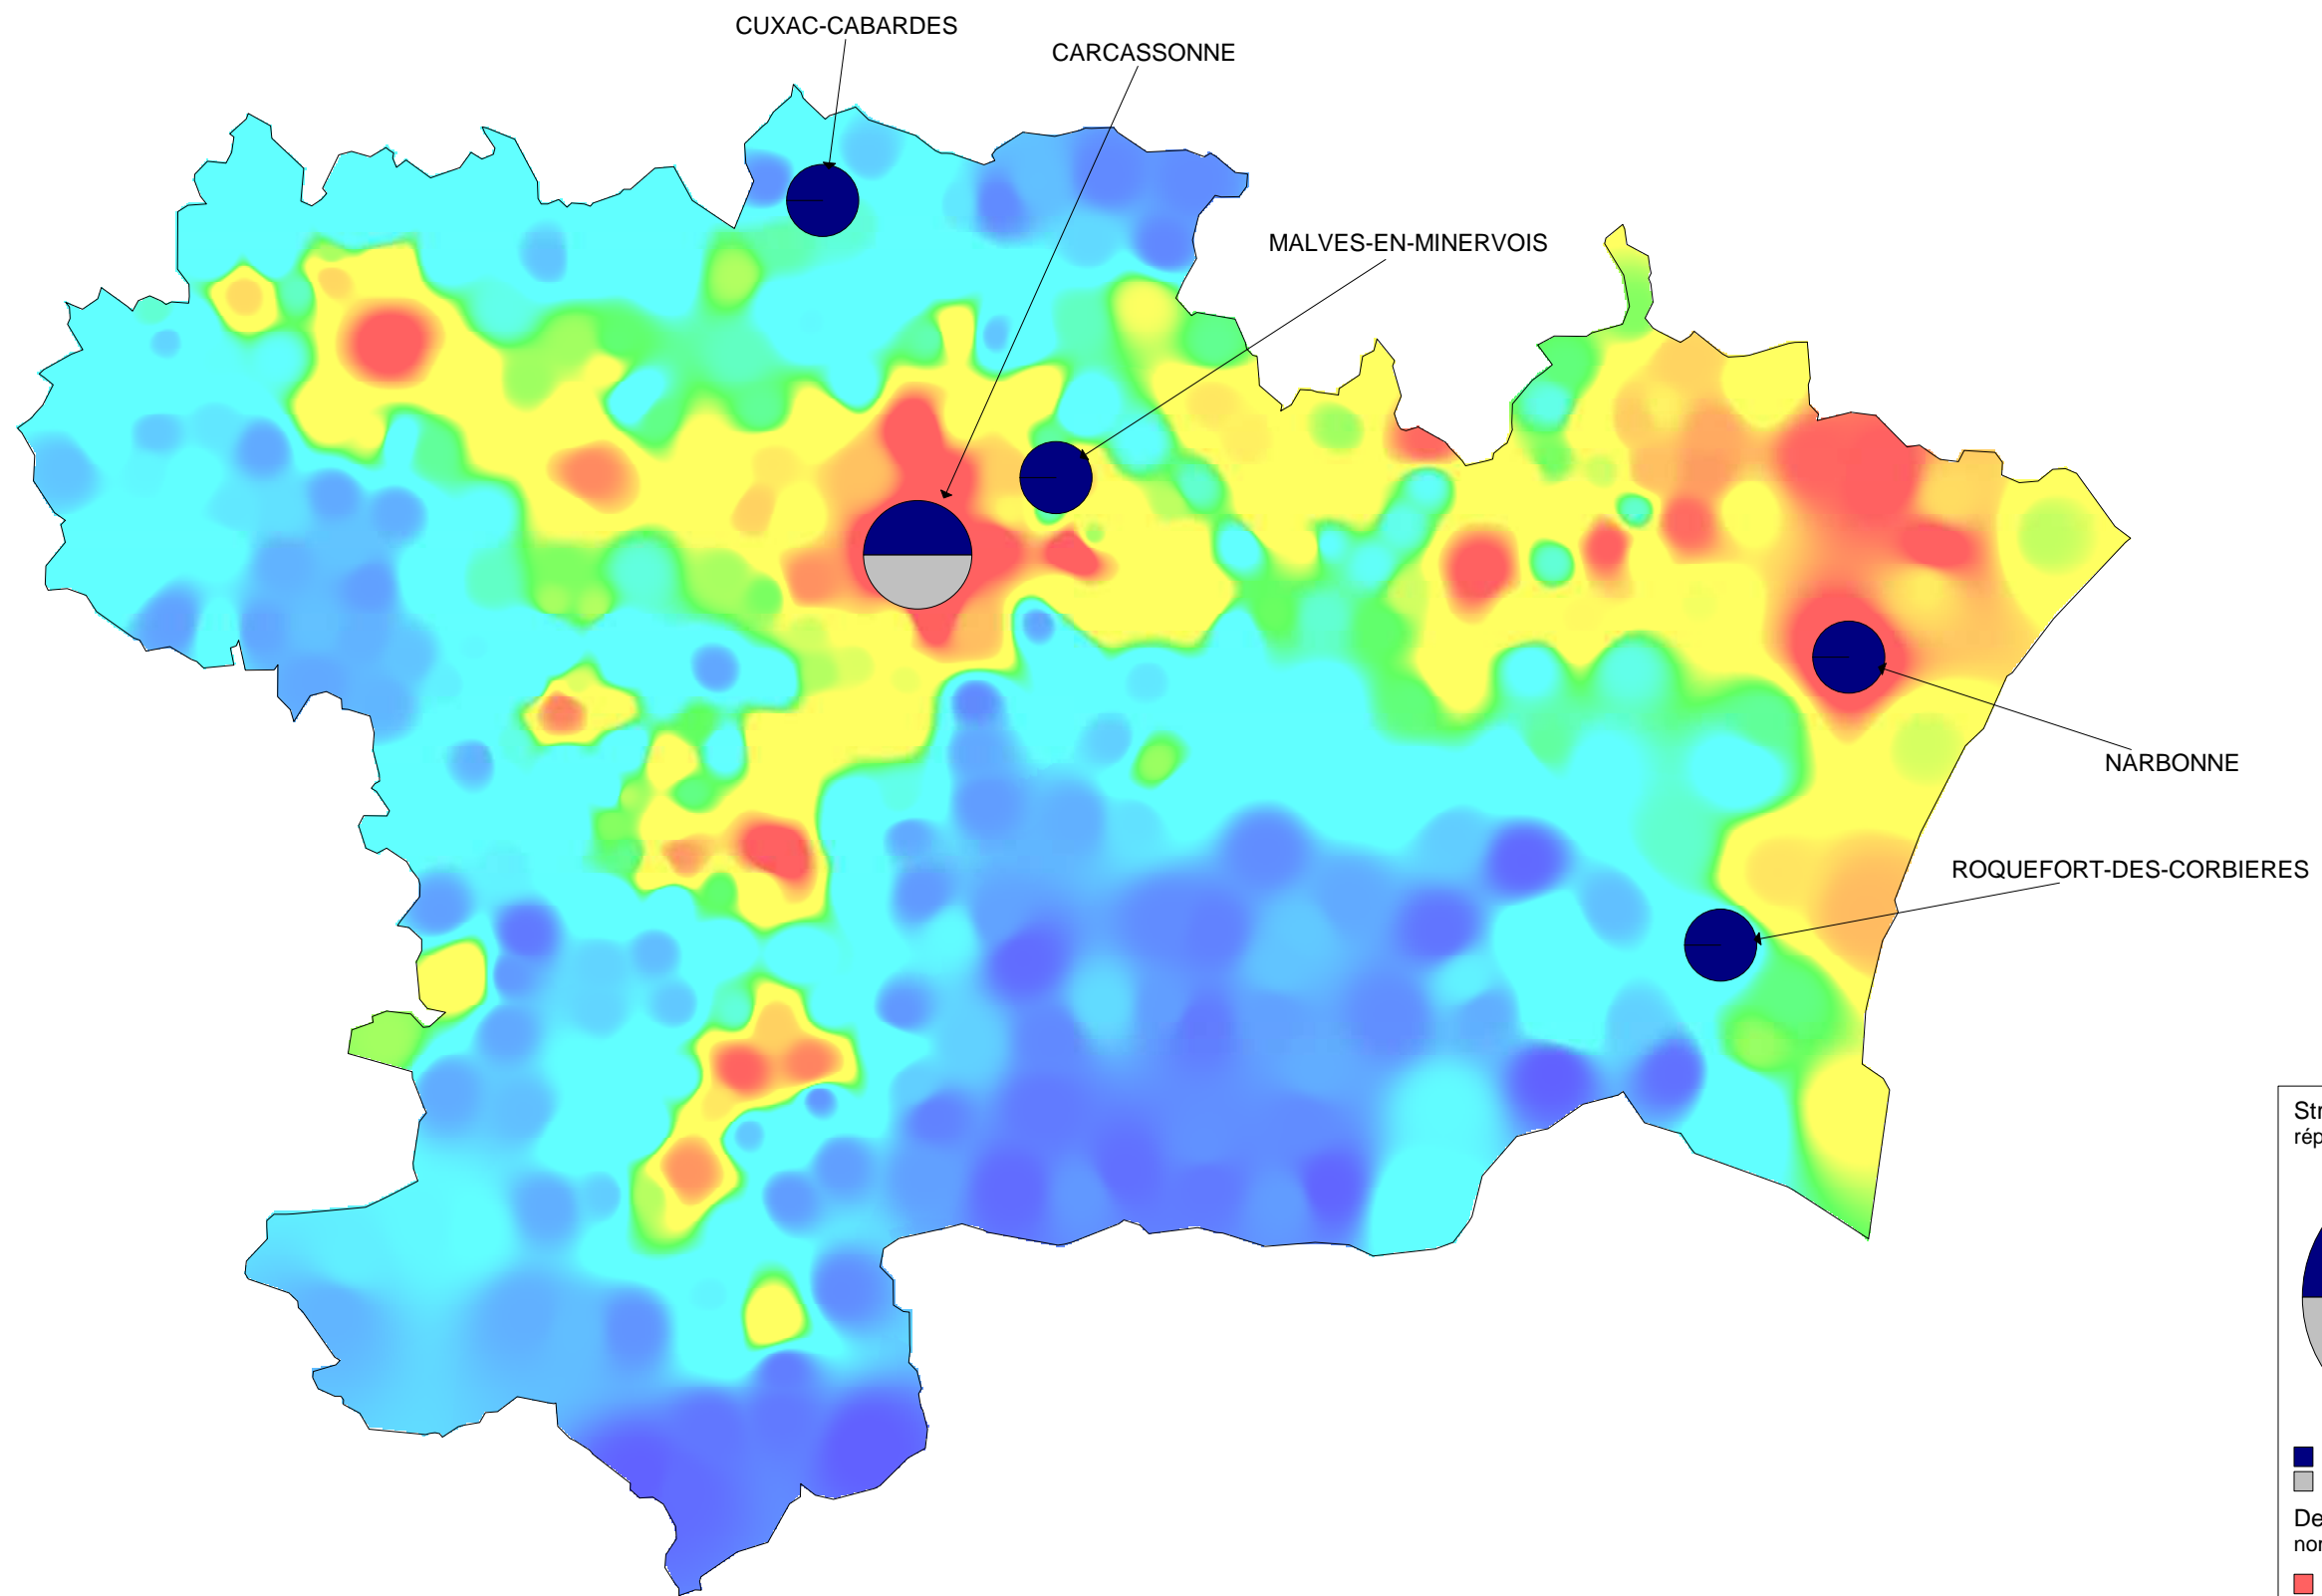 CUXAC-CABARDES
CARCASSONNE
MALVES-EN-MINERVOIS
NARBONNE
ROQUEFORT-DES-CORBIERES